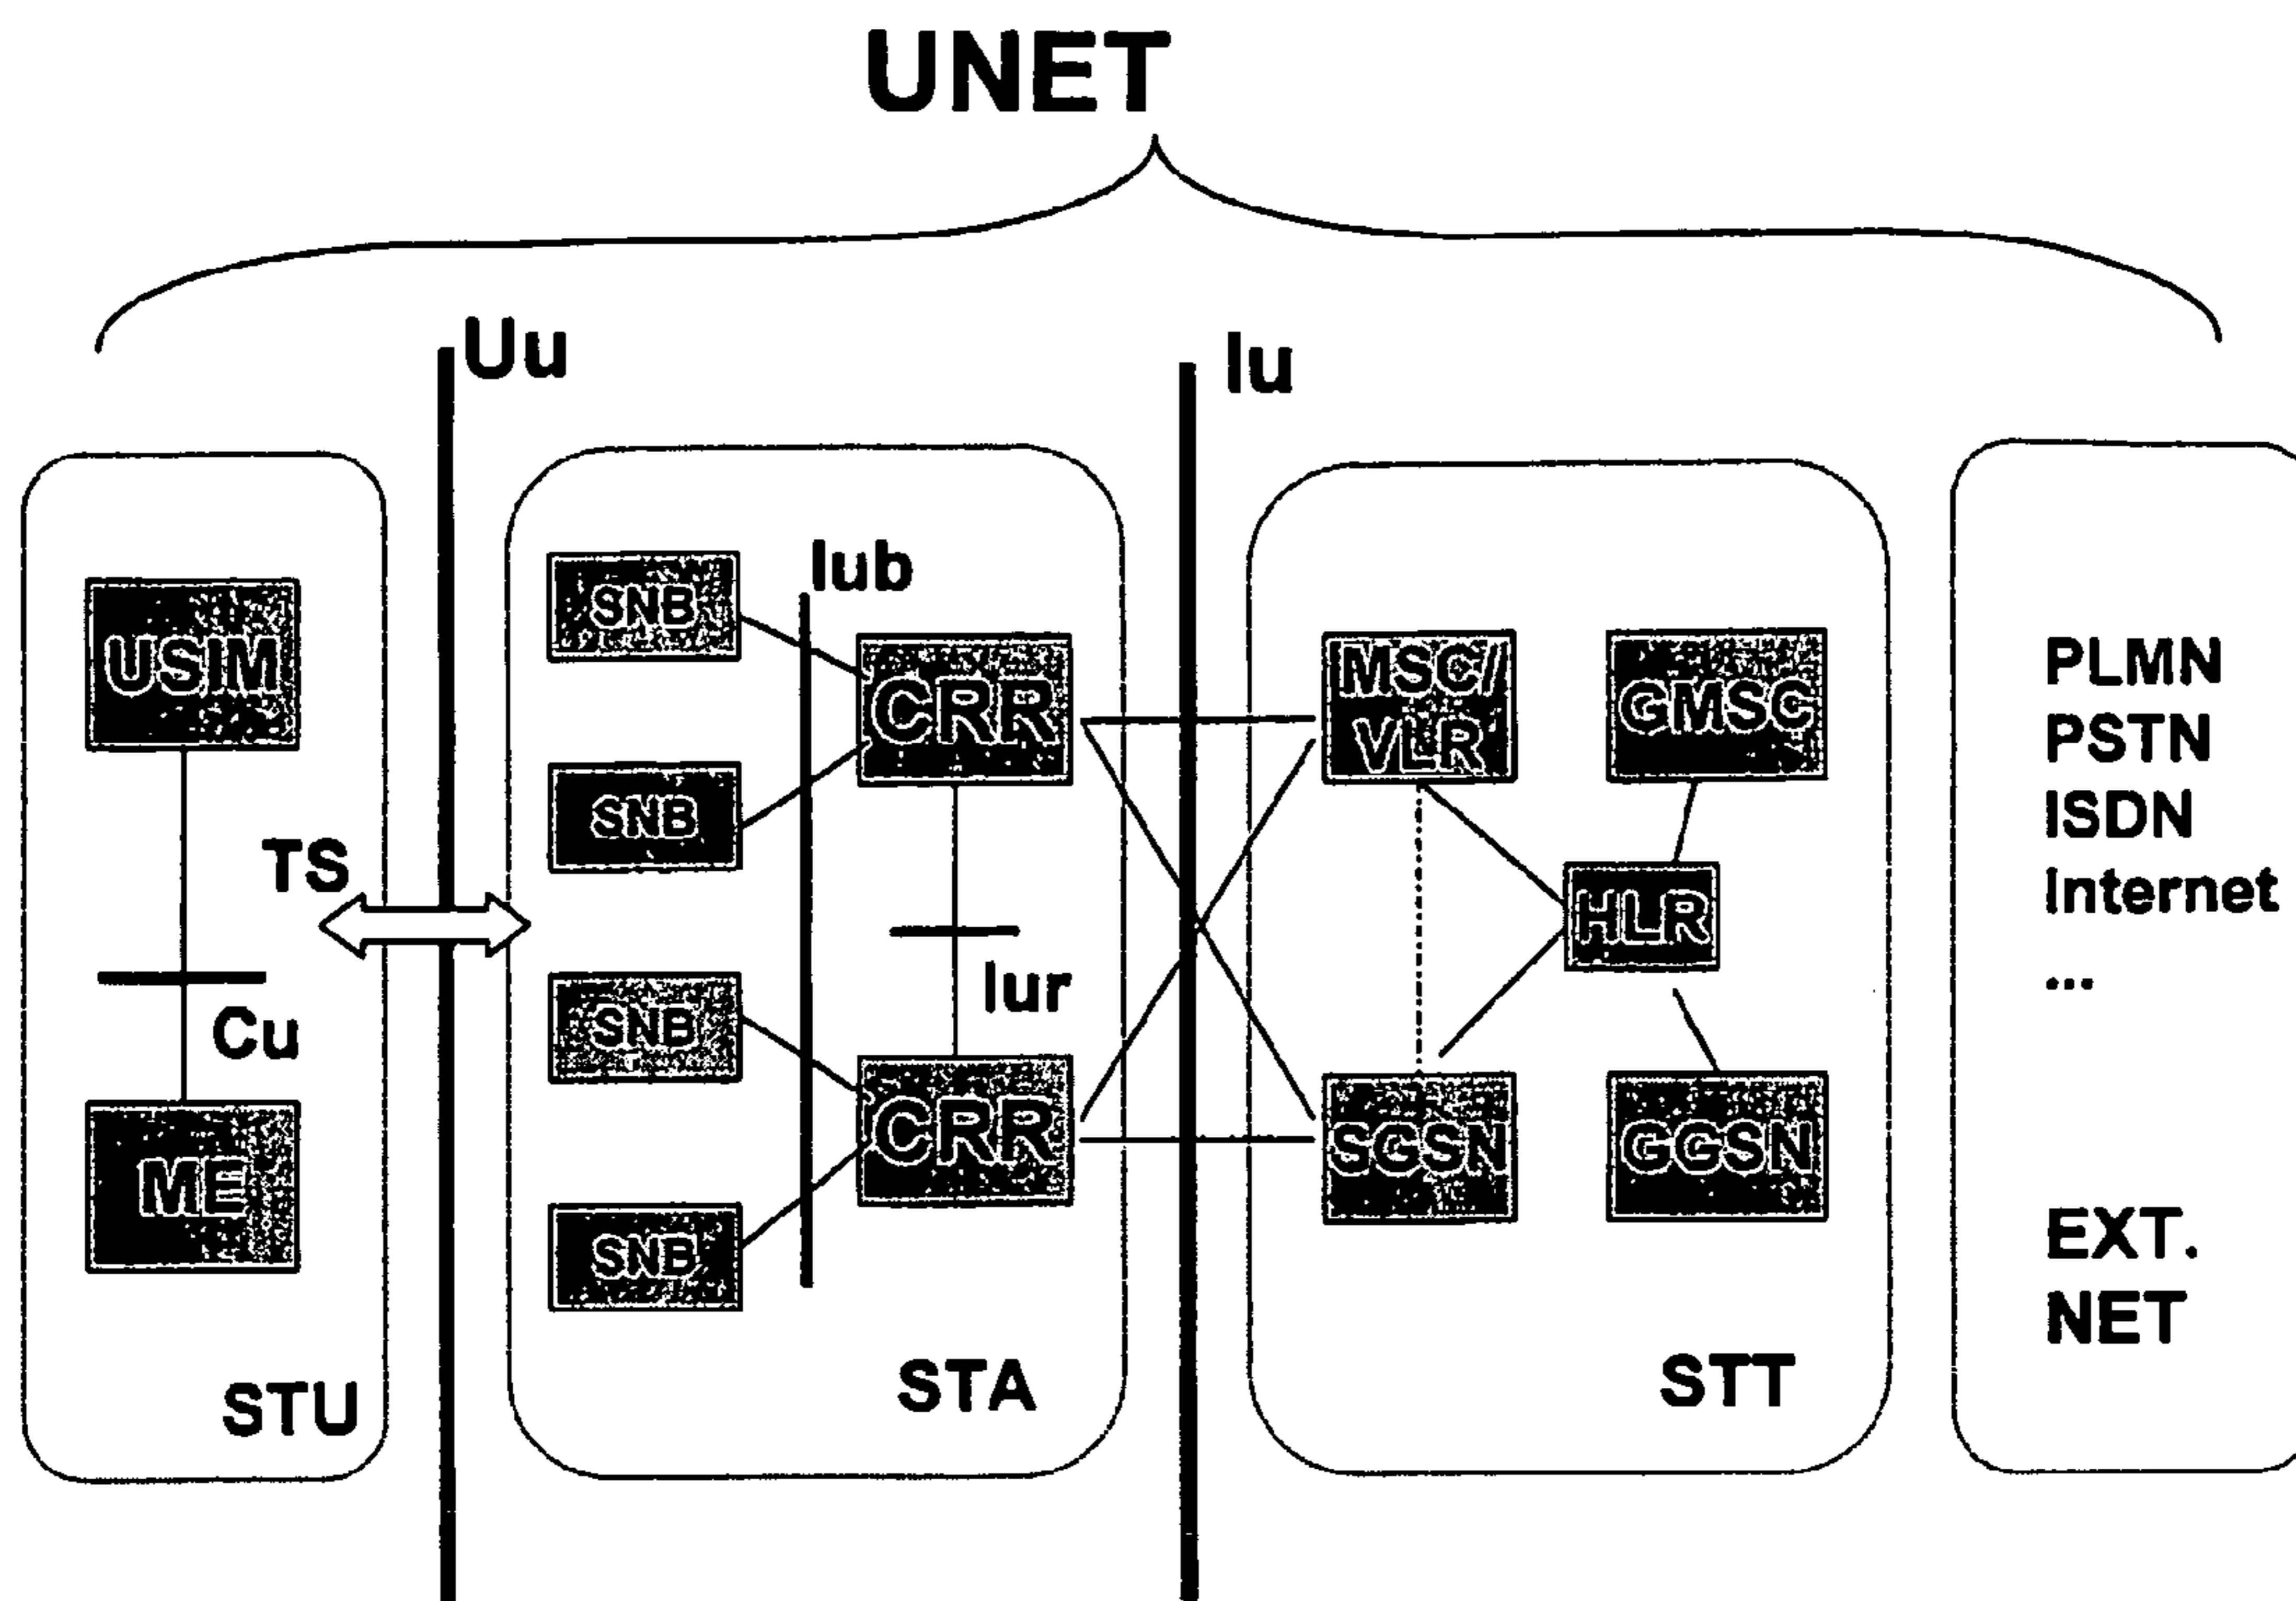 UNET
Uu
Iu
USIM
TS
Cu
ME
STU
SNB
SNB
SNB
SNB
Iub
CRR
Iur
CRR
STA
MSC/
VLR
GMSC
HLR
SGSN
GGSN
STT
PLMN
PSTN
ISDN
Internet
...
EXT.
NET